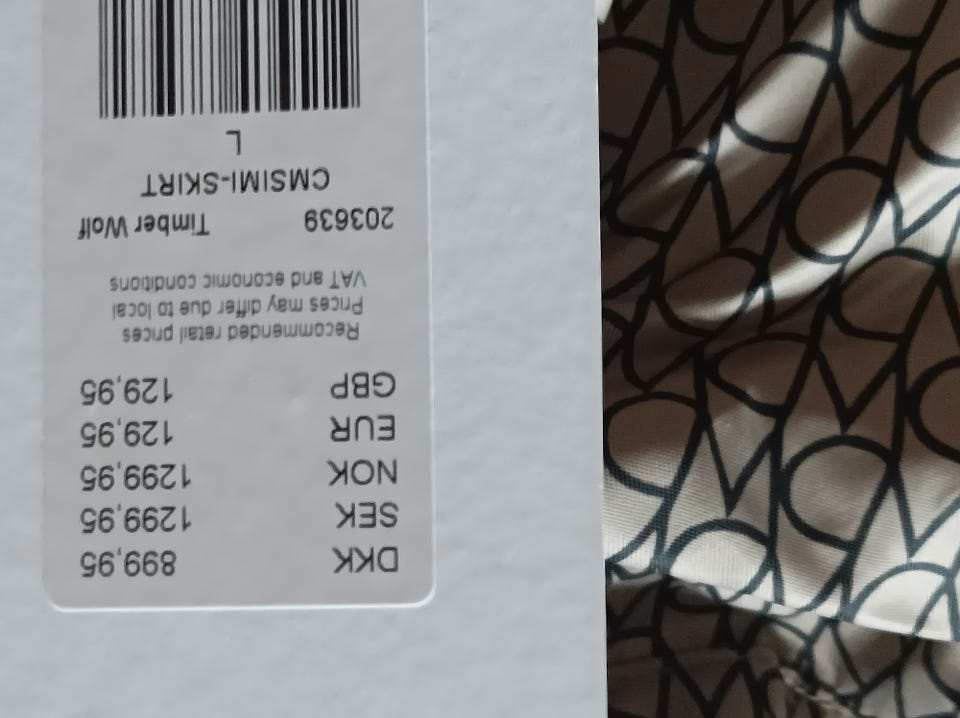 DKK 899,95
SEK 1299,95
NOK 1299,95
EUR 129,95
GBP 129,95
Recommended retail prices
Prices may differ due to local
VAT and economic conditions
203639 Timber Wolf
CMSIMI-SKIRT
L